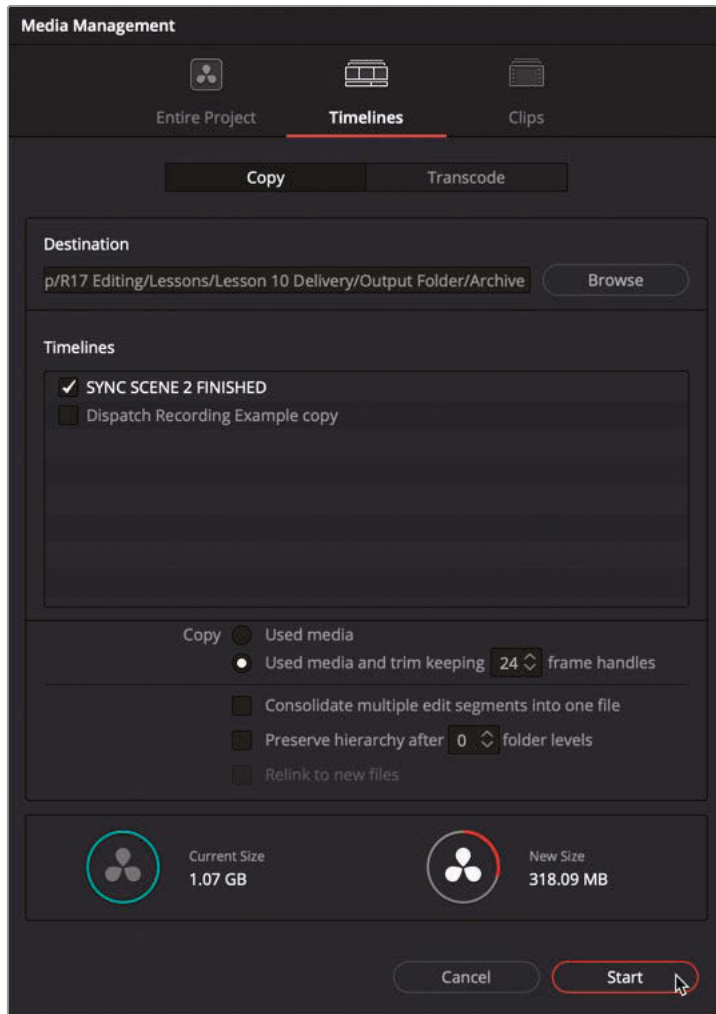 Media Management
Entire Project Timelines Clips
Copy Transcode
Destination
p/R17 Editing/Lessons/Lesson 10 Delivery/Output Folder/Archive Browse
Timelines
SYNC SCENE 2 FINISHED
Dispatch Recording Example copy
Copy Used media
Used media and trim keeping 24 frame handles
Consolidate multiple edit segments into one file
Preserve hierarchy after 0 folder levels
Relink to new files
Current Size New Size
1.07 GB 318.09 MB
Cancel Start